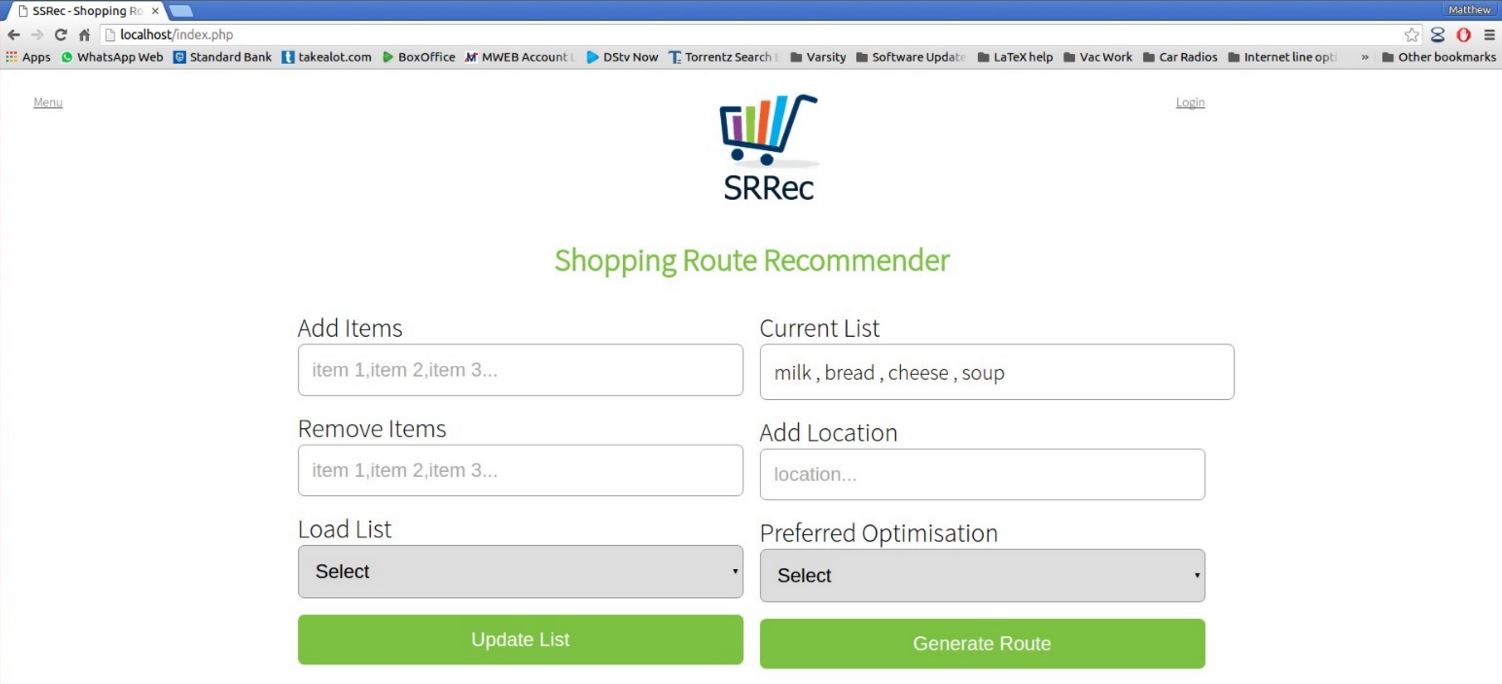 SSRec - Shopping Ro
Matthew
localhost/index.php
Apps WhatsApp Web Standard Bank takealot.com BoxOffice MWEB Account DStv Now Torrentz Search Varsity Software Update LaTeX help Vac Work Car Radios Internet line opt » Other bookmarks
Menu
Login
SRRec
Shopping Route Recommender
Add Items
item 1,item 2,item 3...
Remove Items
item 1,item 2,item 3...
Load List
Select
Update List
Current List
milk , bread , cheese , soup
Add Location
location...
Preferred Optimisation
Select
Generate Route